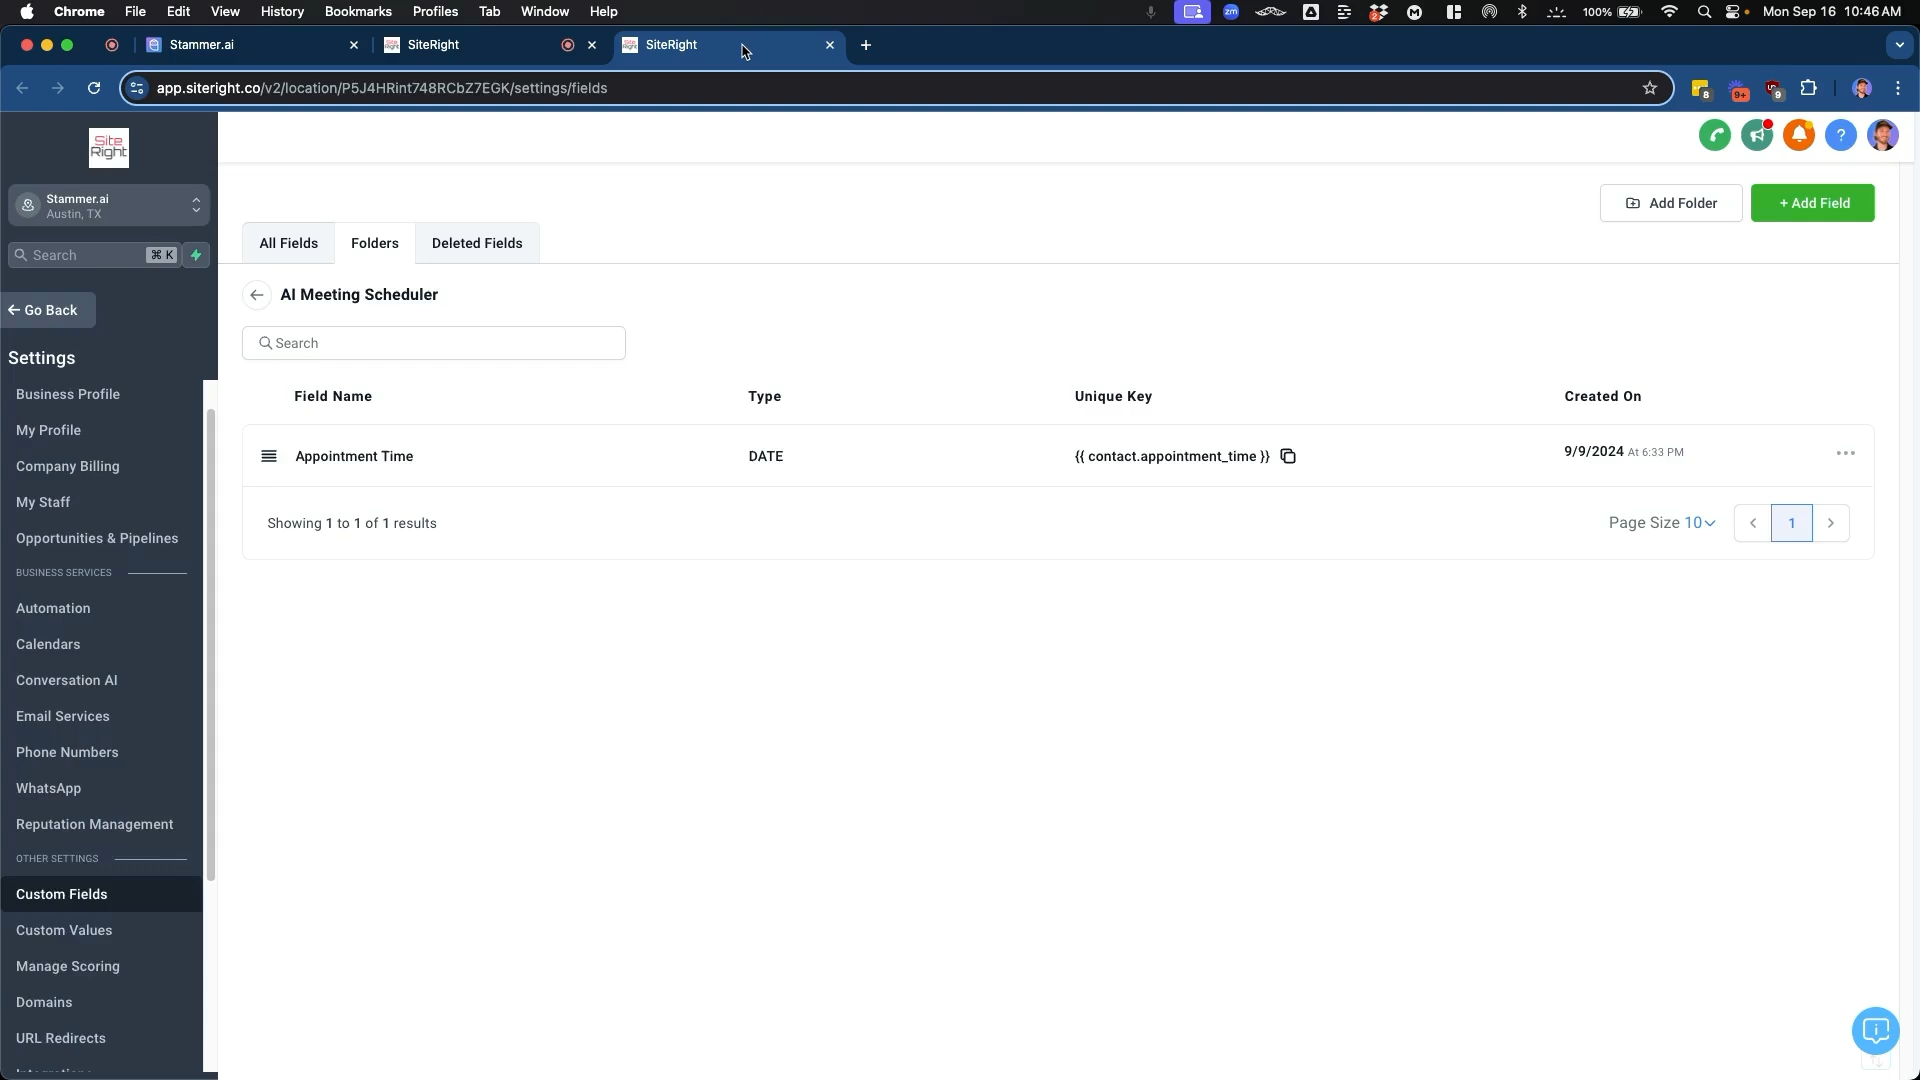 Chrome File Edit View History Bookmarks Profiles Tab Window Help
zm 2 100% Mon Sep 16 10:46 AM
Stammer.ai
SiteRight
SiteRight
app.siteright.co/v2/location/P5J4HRint748RCbZ7EGK/settings/fields
8
9+
9
Site
Right
Stammer.ai
Austin, TX
Search ⌘ K
← Go Back
Settings
Business Profile
My Profile
Company Billing
My Staff
Opportunities & Pipelines
BUSINESS SERVICES
Automation
Calendars
Conversation AI
Email Services
Phone Numbers
WhatsApp
Reputation Management
OTHER SETTINGS
Custom Fields
Custom Values
Manage Scoring
Domains
URL Redirects
?
Add Folder
+ Add Field
All Fields Folders Deleted Fields
AI Meeting Scheduler
Search
Field Name Type Unique Key Created On
Appointment Time DATE {{ contact.appointment_time }} 9/9/2024 At 6:33 PM
Showing 1 to 1 of 1 results
Page Size 10
1